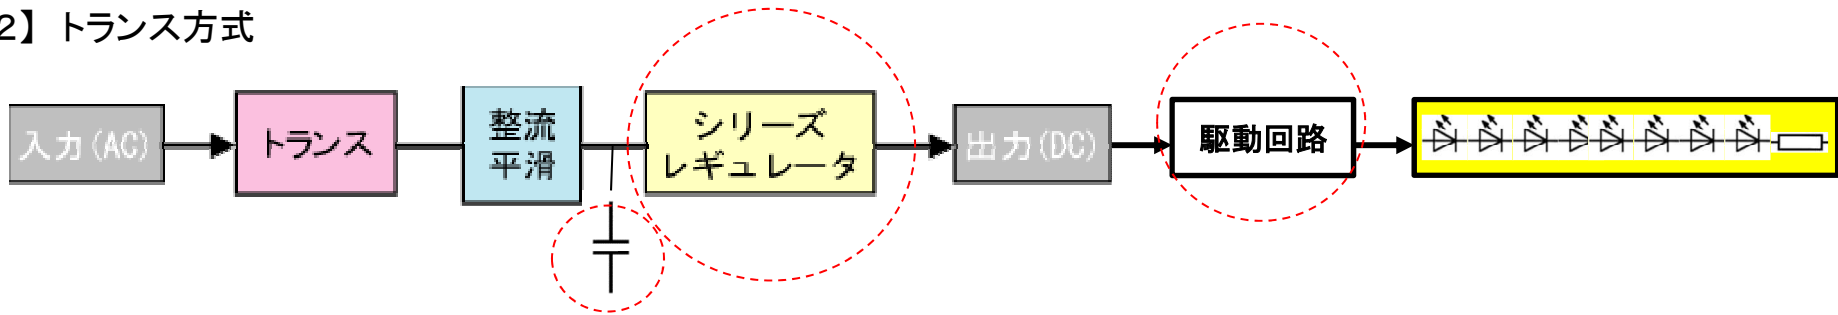 2】トランス方式
入力(AC)
トランス
整流
平滑
シリーズ
レギュレータ
出力(DC)
駆動回路